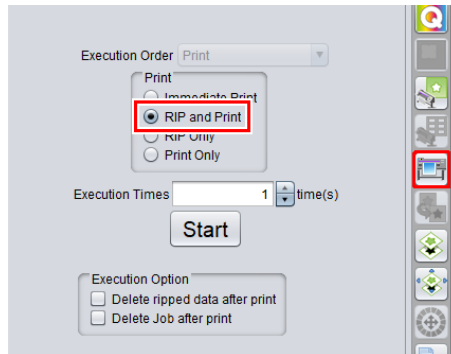 Execution Order Print
Print
Immediate Print
RIP and Print
RIP Only
Print Only
Execution Times 1 time(s)
Start
Execution Option
Delete ripped data after print
Delete Job after print